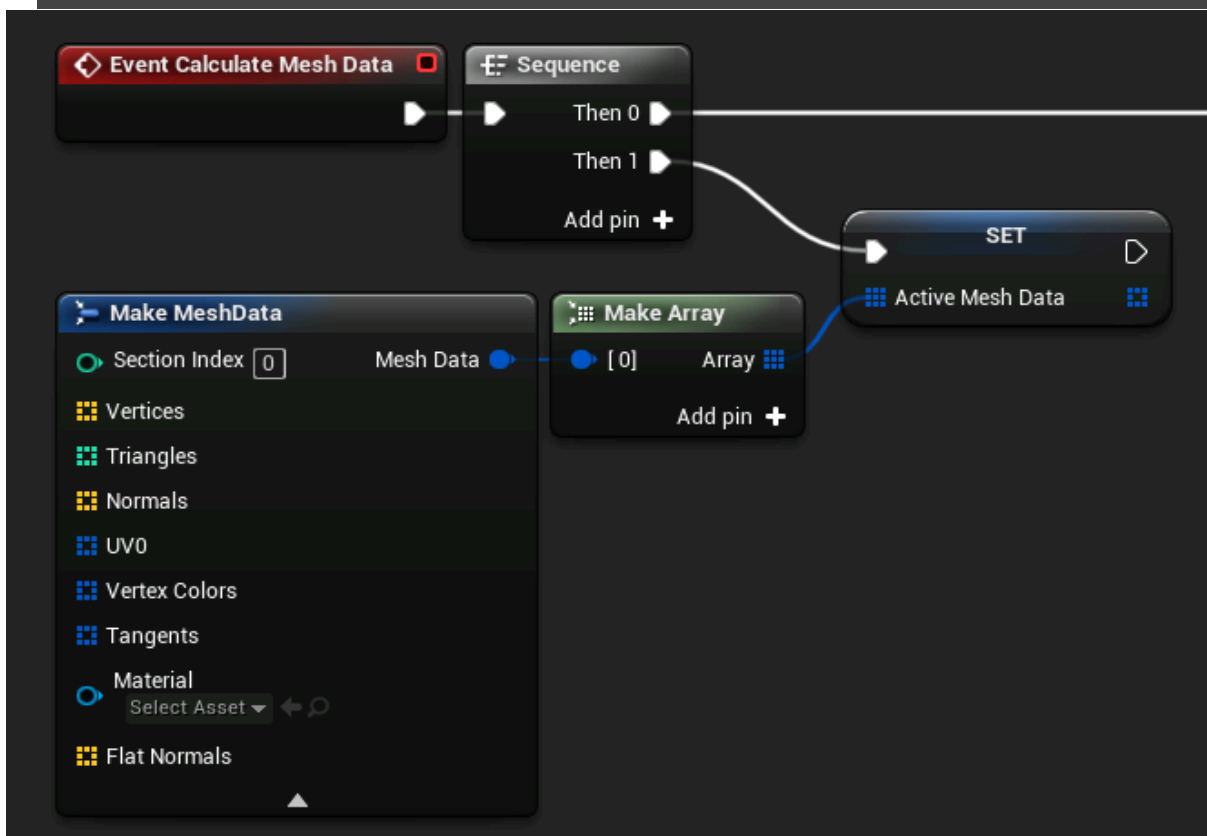 Event Calculate Mesh Data
Sequence
Then 0
Then 1
Add pin
SET
Active Mesh Data
Make MeshData
Section Index 0
Mesh Data
Vertices
Triangles
Normals
UV0
Vertex Colors
Tangents
Material
Select Asset
Flat Normals
Make Array
[0]
Array
Add pin